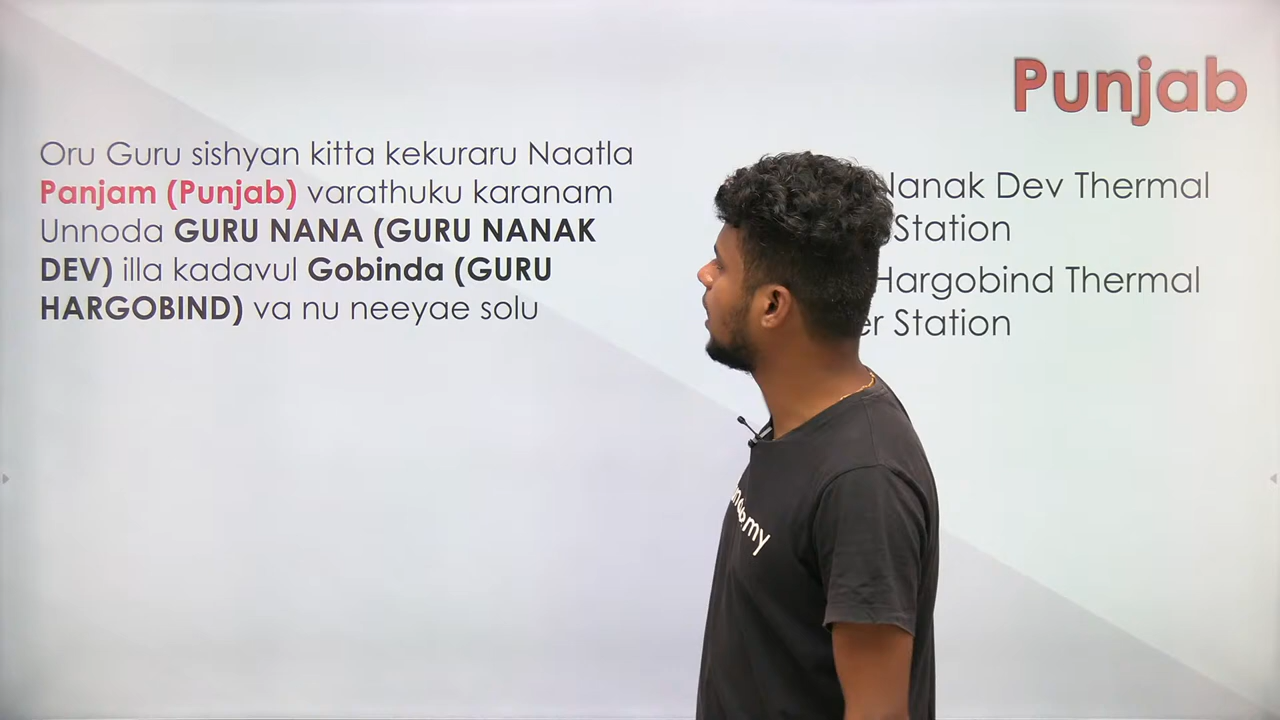 Punjab
Oru Guru sishyan kitta kekuraru Naatla
Panjam (Punjab) varathuku karanam
Unnoda GURU NANA (GURU NANAK
DEV) illa kadavul Gobinda (GURU
HARGOBIND) va nu neeyae solu
Nanak Dev Thermal
Station
Hargobind Thermal
Station